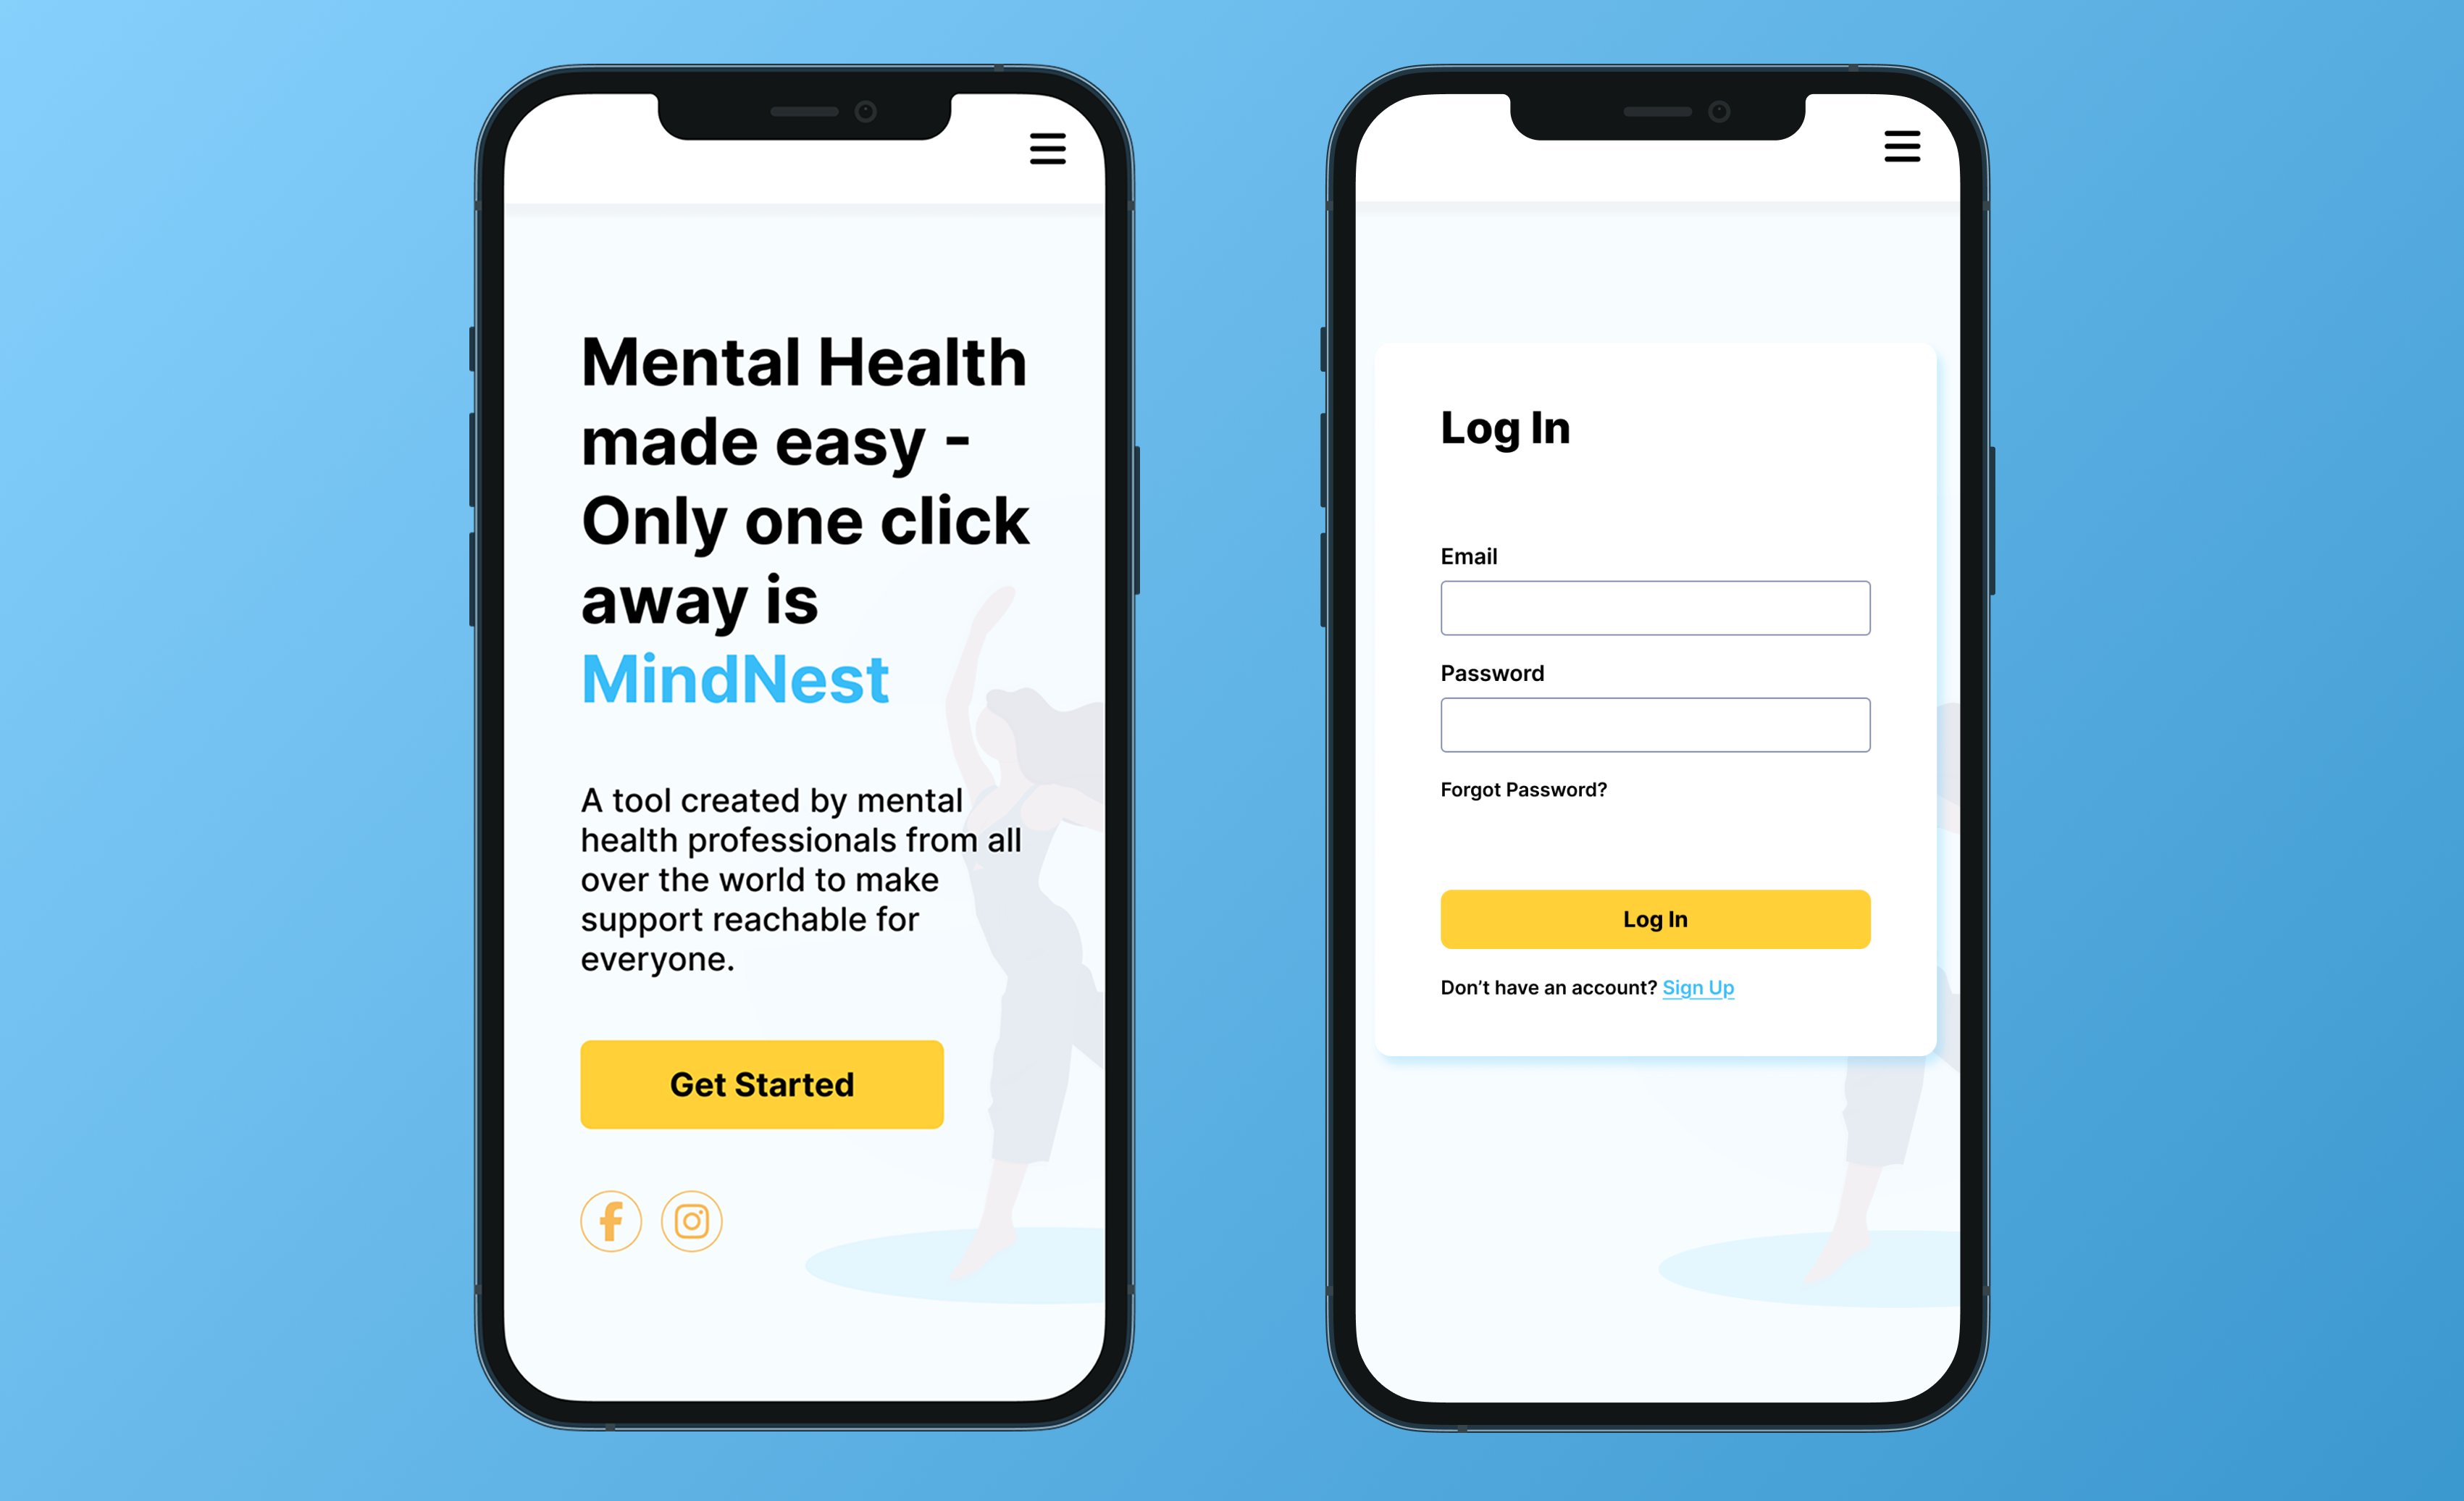 Mental Health
made easy -
Only one click
away is
MindNest
A tool created by mental
health professionals from all
over the world to make
support reachable for
everyone.
Get Started
Log In
Email
Password
Forgot Password?
Log In
Don’t have an account? Sign Up